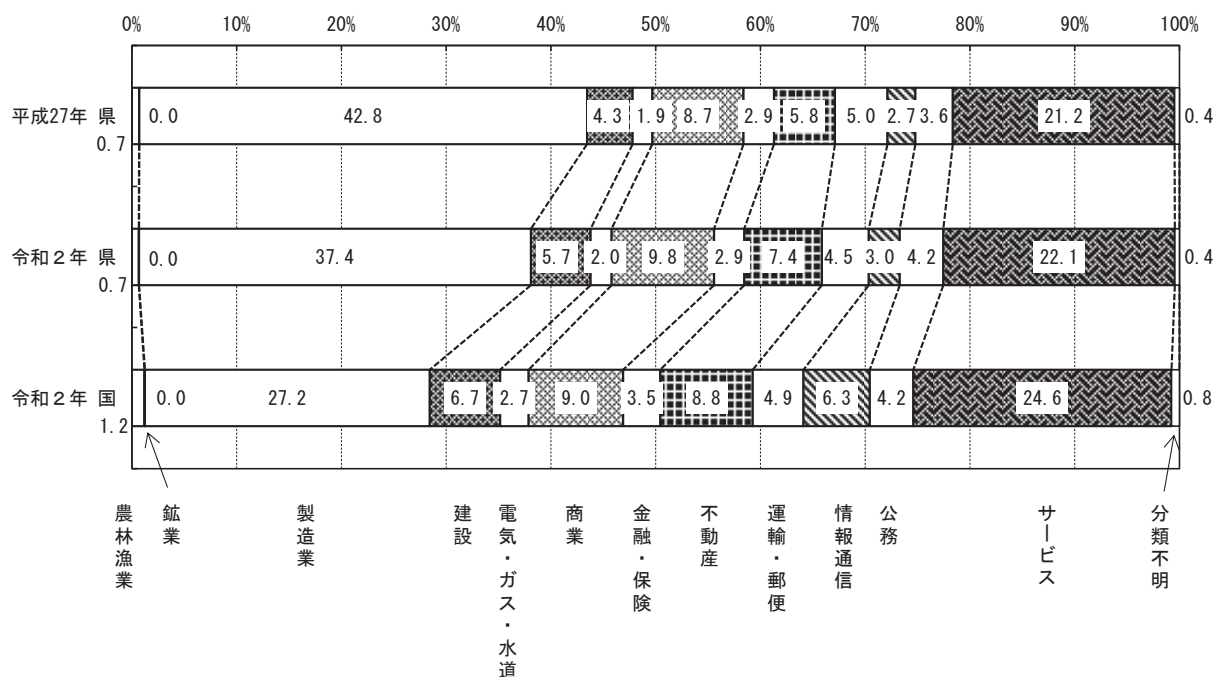 0% 10% 20% 30% 40% 50% 60% 70% 80% 90% 100%
平成27年 県 0.0 42.8 4.3 1.9 8.7 2.9 5.8 5.0 2.7 3.6 21.2 0.4
0.7
令和２年 県 0.0 37.4 5.7 2.0 9.8 2.9 7.4 4.5 3.0 4.2 22.1 0.4
0.7
令和２年 国 0.0 27.2 6.7 2.7 9.0 3.5 8.8 4.9 6.3 4.2 24.6 0.8
1.2
農林漁業
鉱業
製造業
建設
電気・ガス・水道
商業
金融・保険
不動産
運輸・郵便
情報通信
公務
サービス
分類不明